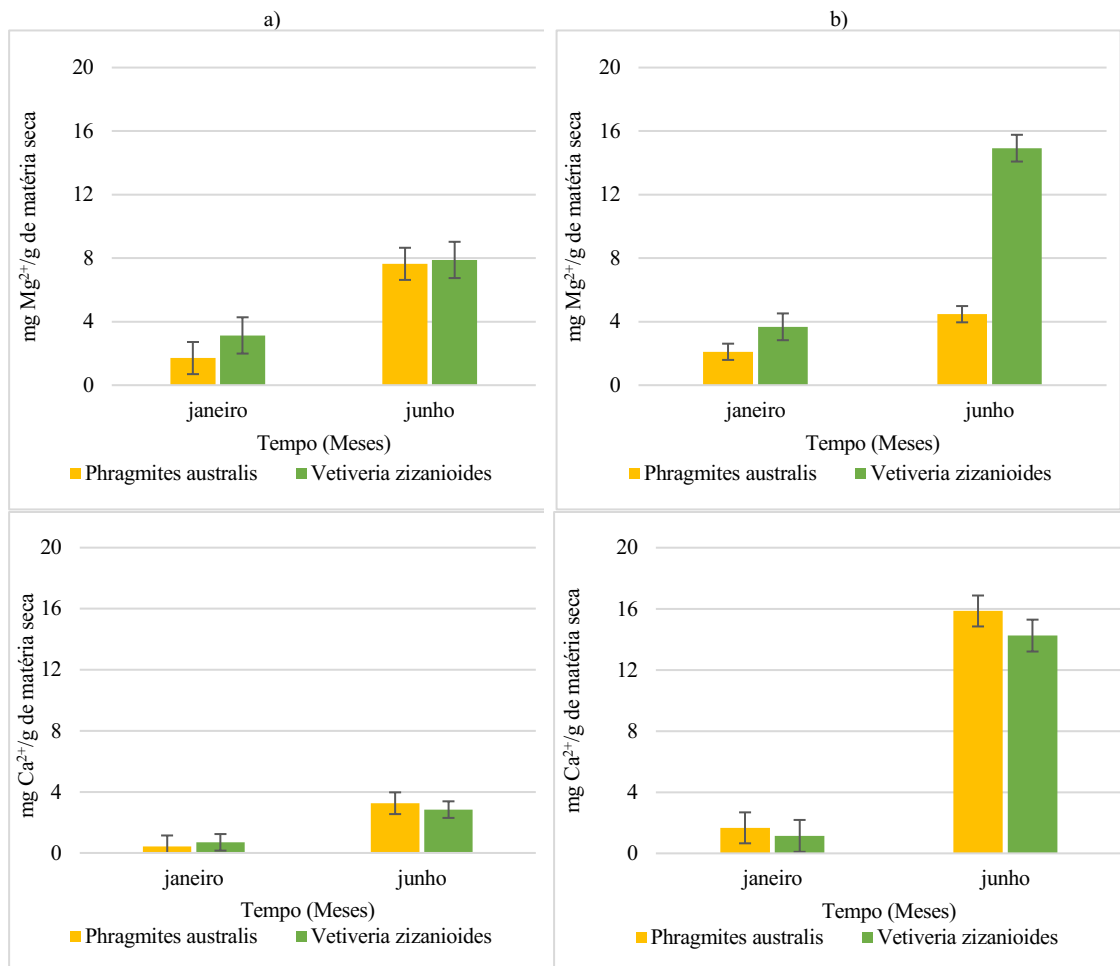 a)
20
16
12
8
4
0
mg Mg²⁺/g de matéria seca
janeiro junho
Tempo (Meses)
Phragmites australis Vetiveria zizanioides
b)
20
16
12
8
4
0
mg Mg²⁺/g de matéria seca
janeiro junho
Tempo (Meses)
Phragmites australis Vetiveria zizanioides
20
16
12
8
4
0
mg Ca²⁺/g de matéria seca
janeiro junho
Tempo (Meses)
Phragmites australis Vetiveria zizanioides
20
16
12
8
4
0
mg Ca²⁺/g de matéria seca
janeiro junho
Tempo (Meses)
Phragmites australis Vetiveria zizanioides